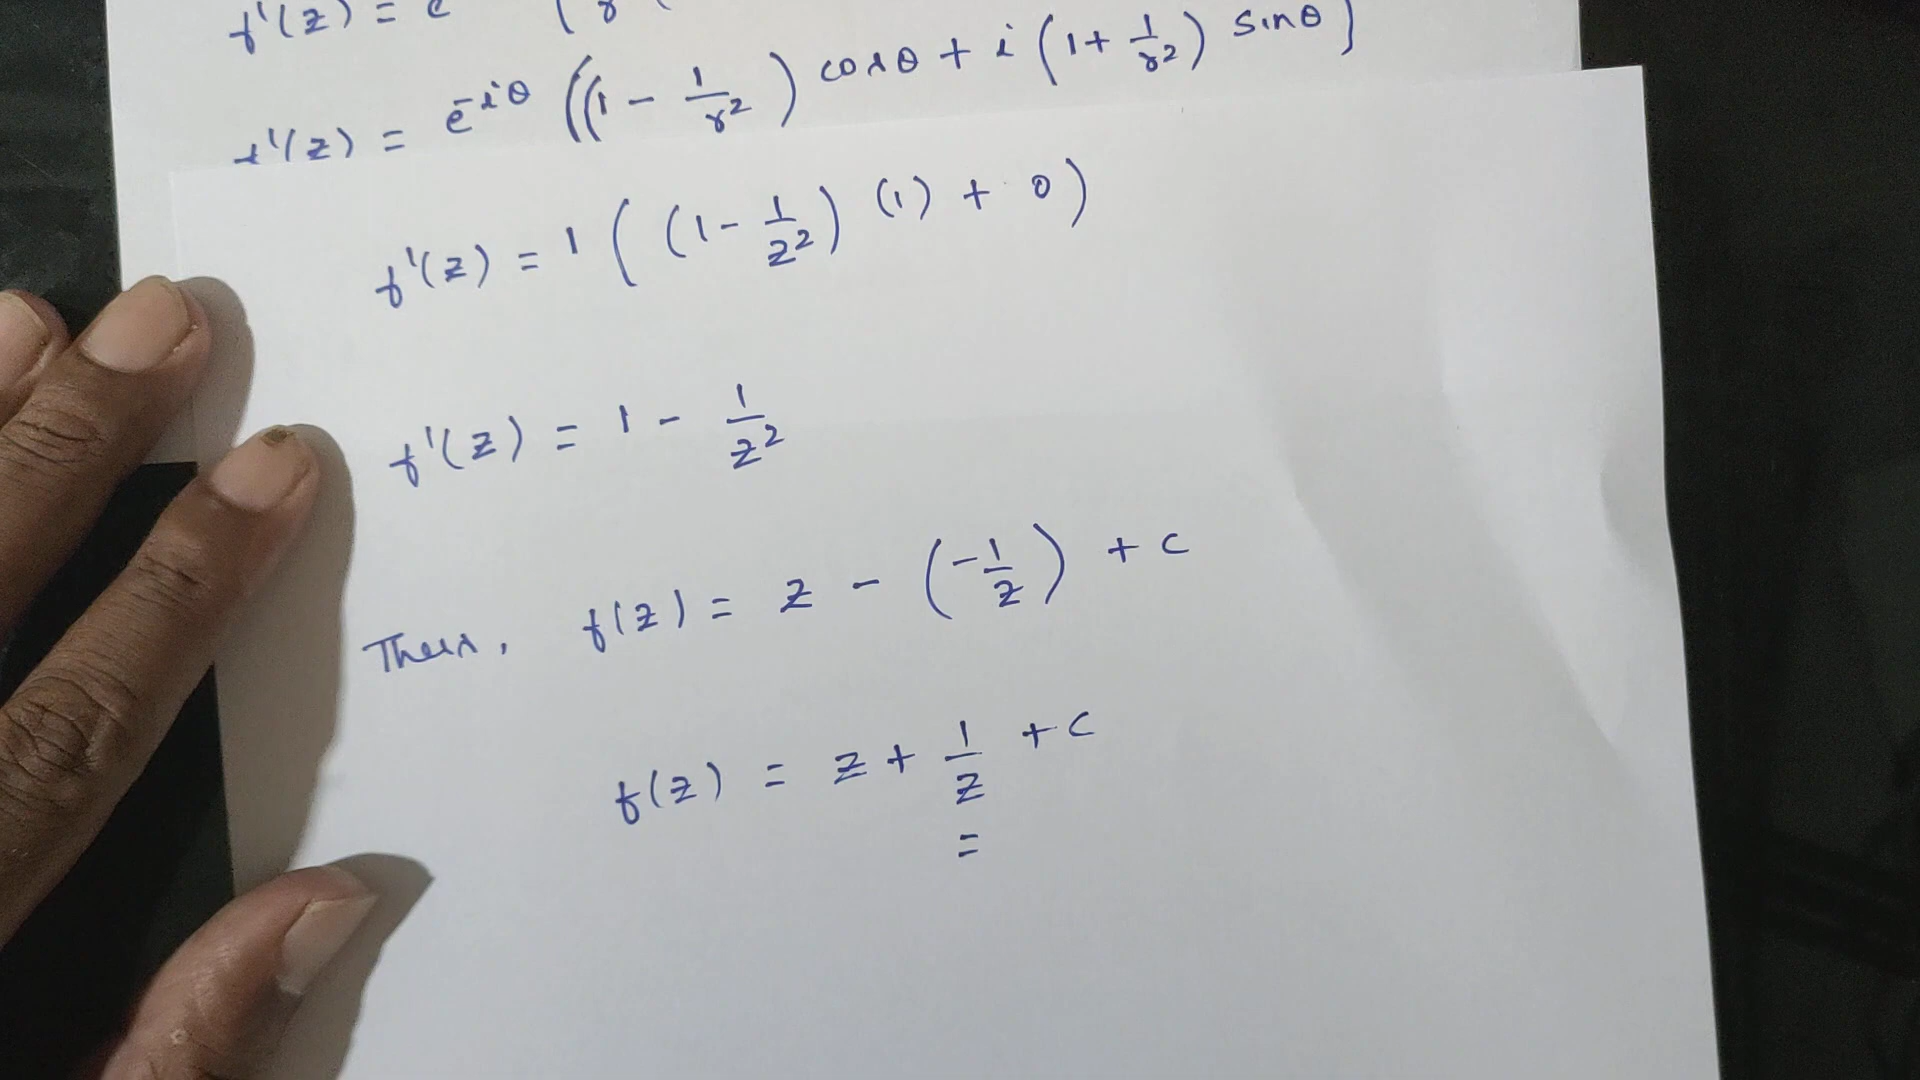 f'(z) = e
f'(z) = e^{-iθ} ((1 - 1/r²) cosθ + i (1 + 1/r²) sinθ)
f'(z) = 1 ( (1 - 1/z²) (1) + 0 )
f'(z) = 1 - 1/z²
Then, f(z) = z - (-1/z) + c
f(z) = z + 1/z + c
=